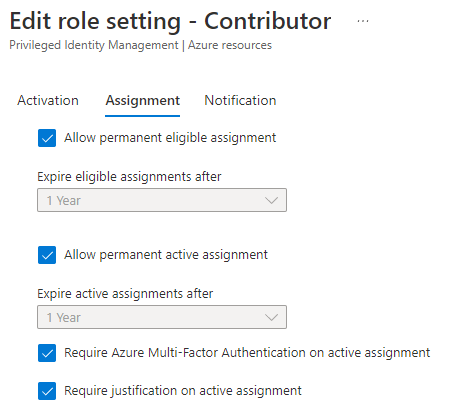 Edit role setting - Contributor ...
Privileged Identity Management | Azure resources
Activation Assignment Notification
Allow permanent eligible assignment
Expire eligible assignments after
1 Year
Allow permanent active assignment
Expire active assignments after
1 Year
Require Azure Multi-Factor Authentication on active assignment
Require justification on active assignment